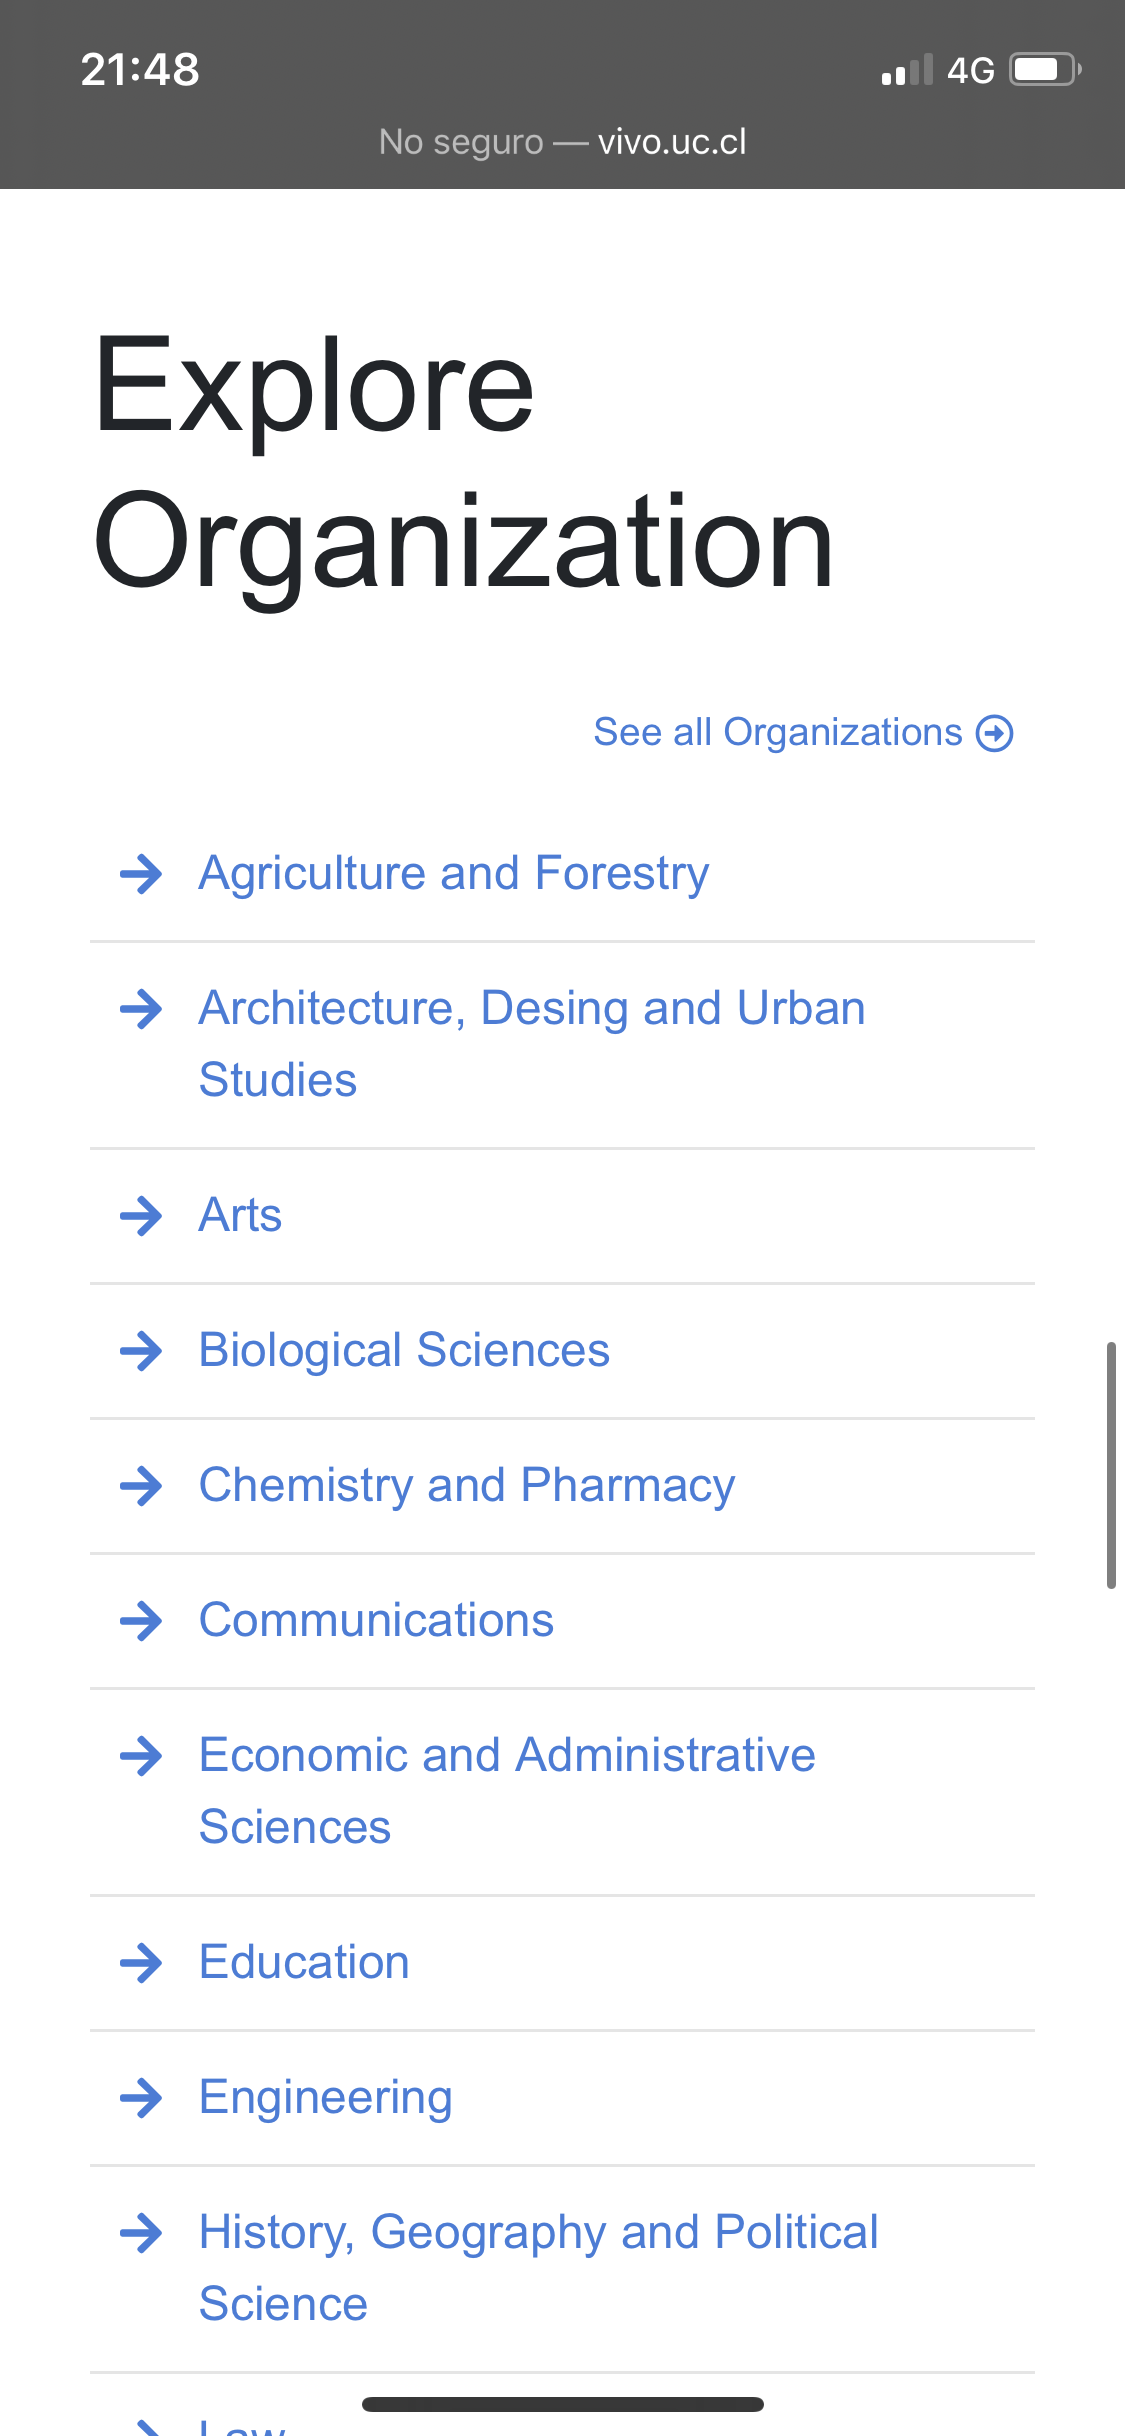 21:48
4G
No seguro — vivo.uc.cl
Explore
Organization
See all Organizations
Agriculture and Forestry
Architecture, Desing and Urban
Studies
Arts
Biological Sciences
Chemistry and Pharmacy
Communications
Economic and Administrative
Sciences
Education
Engineering
History, Geography and Political
Science
Law